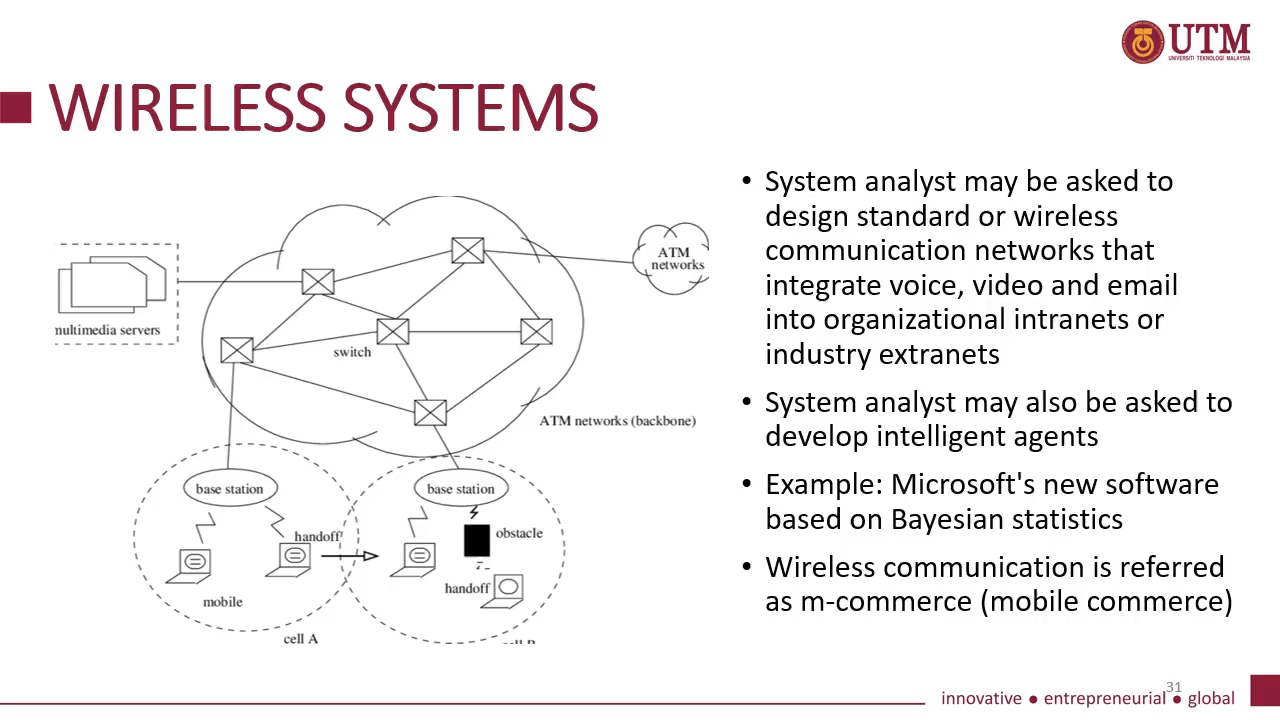 UTM
UNIVERSITI TEKNOLOGI MALAYSIA
WIRELESS SYSTEMS
multimedia servers
ATM
networks
switch
ATM networks (backbone)
base station
base station
handoff
obstacle
handoff
mobile
cell A
• System analyst may be asked to
design standard or wireless
communication networks that
integrate voice, video and email
into organizational intranets or
industry extranets
• System analyst may also be asked to
develop intelligent agents
• Example: Microsoft's new software
based on Bayesian statistics
• Wireless communication is referred
as m-commerce (mobile commerce)
31
innovative ● entrepreneurial ● global